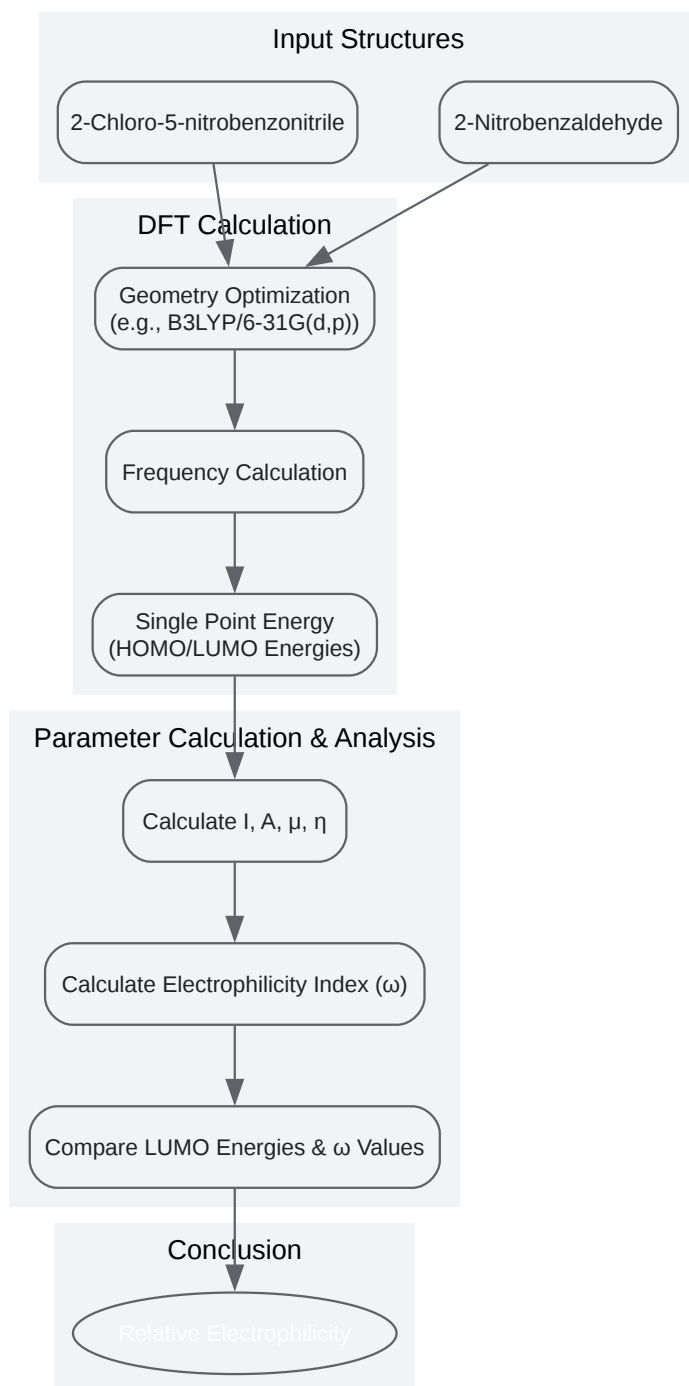 Input Structures
2-Chloro-5-nitrobenzonitrile
2-Nitrobenzaldehyde
DFT Calculation
Geometry Optimization
(e.g., B3LYP/6-31G(d,p))
Frequency Calculation
Single Point Energy
(HOMO/LUMO Energies)
Parameter Calculation & Analysis
Calculate I, A, μ, η
Calculate Electrophilicity Index (ω)
Compare LUMO Energies & ω Values
Conclusion
Relative Electrophilicity